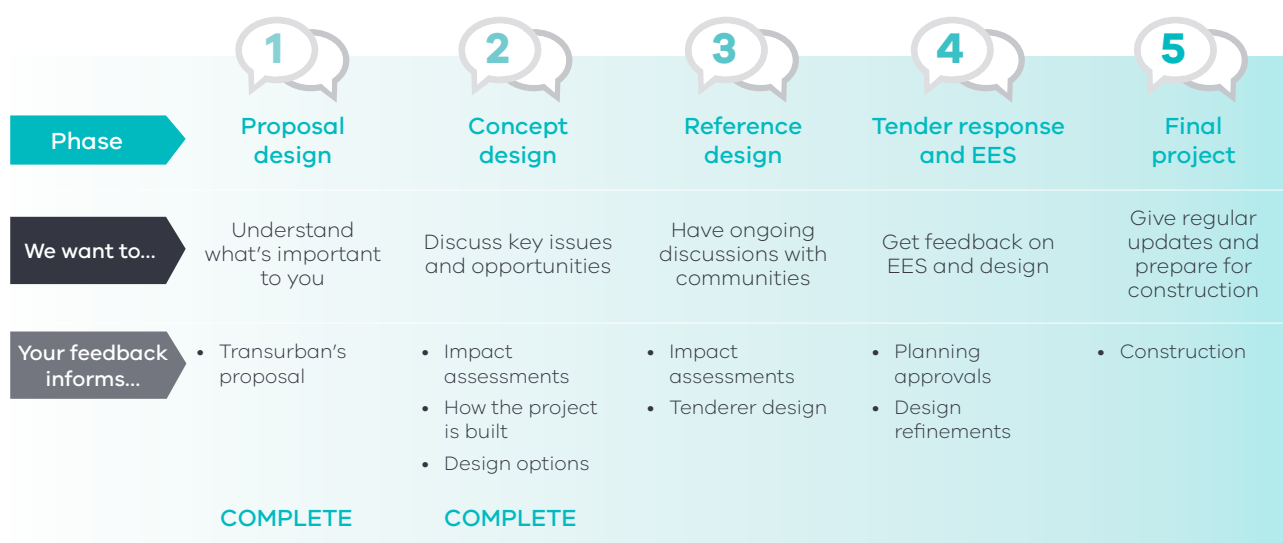 1
2
3
4
5
Phase
Proposal
design
Concept
design
Reference
design
Tender response
and EES
Final
project
We want to...
Understand
what's important
to you
Discuss key issues
and opportunities
Have ongoing
discussions with
communities
Get feedback on
EES and design
Give regular
updates and
prepare for
construction
Your feedback
informs...
• Transurban's
proposal
• Impact
assessments
• How the project
is built
• Design options
• Impact
assessments
• Tenderer design
• Planning
approvals
• Design
refinements
• Construction
COMPLETE
COMPLETE